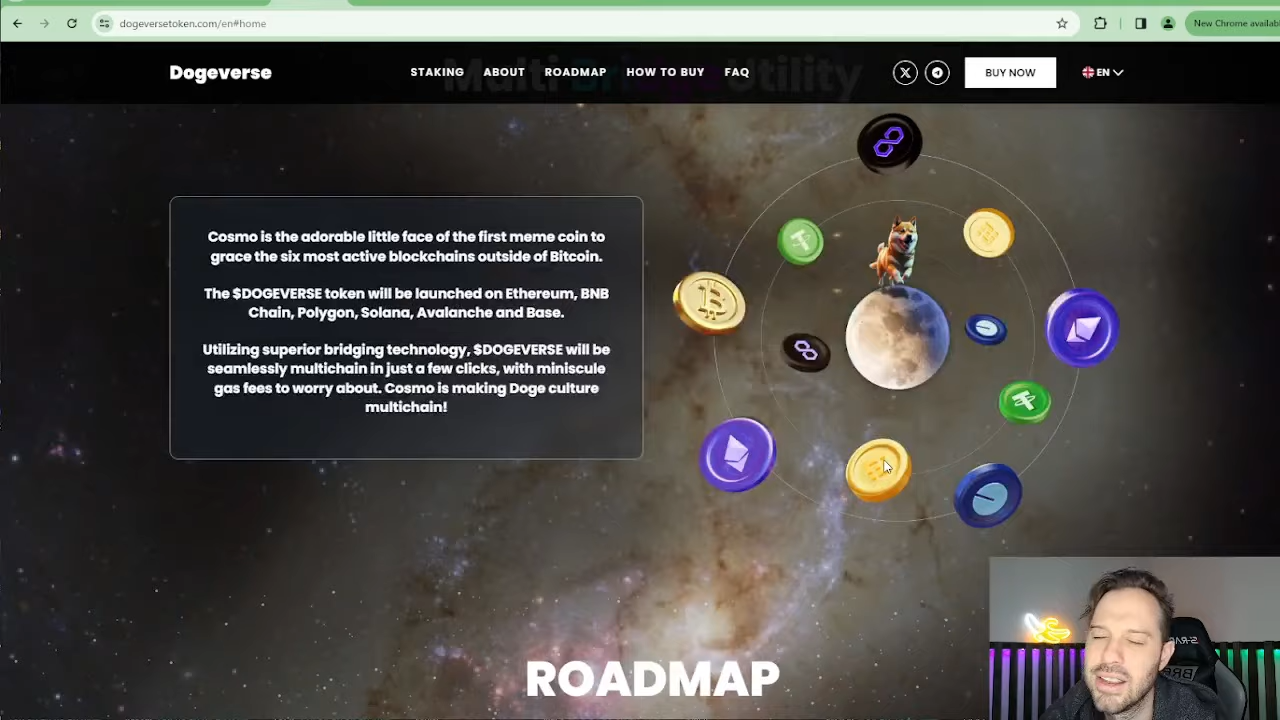 dogeversetoken.com/en#home
New Chrome availab
Dogeverse
STAKING ABOUT ROADMAP HOW TO BUY FAQ
BUY NOW
EN
Multi Bridge Utility
Cosmo is the adorable little face of the first meme coin to
grace the six most active blockchains outside of Bitcoin.
The $DOGEVERSE token will be launched on Ethereum, BNB
Chain, Polygon, Solana, Avalanche and Base.
Utilizing superior bridging technology, $DOGEVERSE will be
seamlessly multichain in just a few clicks, with miniscule
gas fees to worry about. Cosmo is making Doge culture
multichain!
ROADMAP